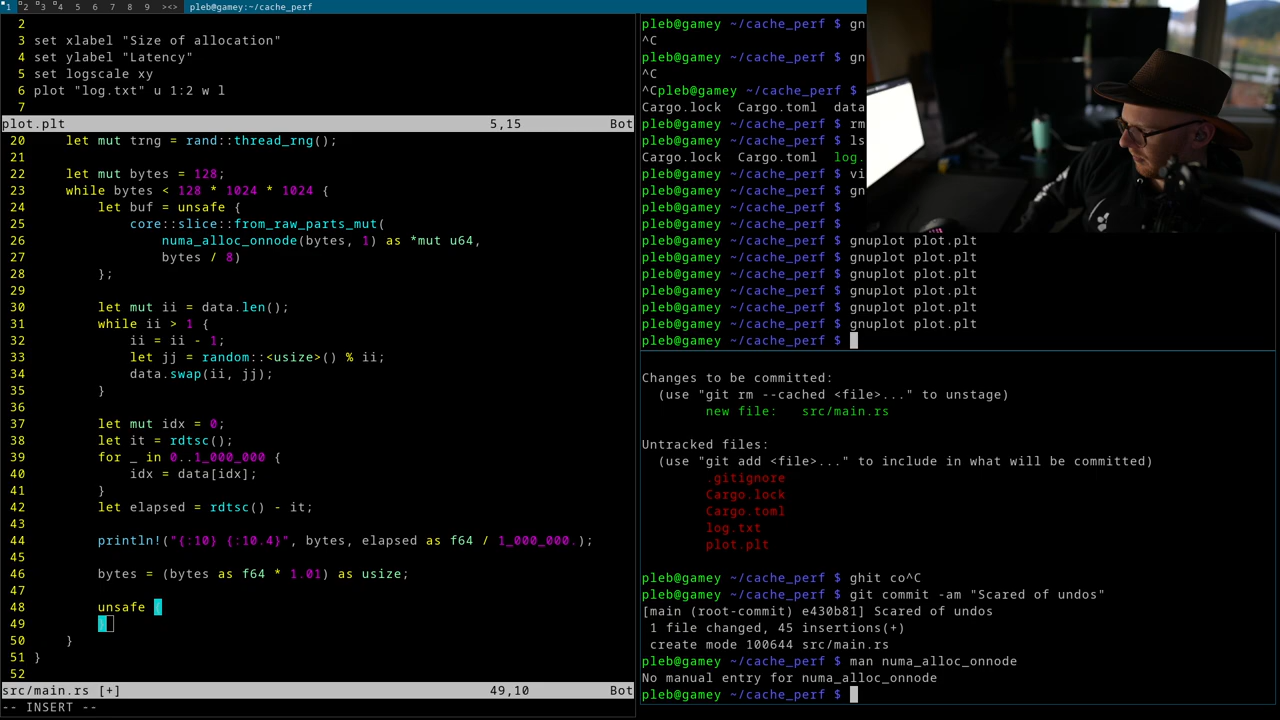 1 2 3 4 5 6 7 8 9 ><> pleb@gamey:~/cache_perf
2
3 set xlabel "Size of allocation"
4 set ylabel "Latency"
5 set logscale xy
6 plot "log.txt" u 1:2 w l
7
plot.plt 5,15 Bot
20 let mut trng = rand::thread_rng();
21
22 let mut bytes = 128;
23 while bytes < 128 * 1024 * 1024 {
24 let buf = unsafe {
25 core::slice::from_raw_parts_mut(
26 numa_alloc_onnode(bytes, 1) as *mut u64,
27 bytes / 8)
28 };
29
30 let mut ii = data.len();
31 while ii > 1 {
32 ii = ii - 1;
33 let jj = random::<usize>() % ii;
34 data.swap(ii, jj);
35 }
36
37 let mut idx = 0;
38 let it = rdtsc();
39 for _ in 0..1_000_000 {
40 idx = data[idx];
41 }
42 let elapsed = rdtsc() - it;
43
44 println!("{:10} {:10.4}", bytes, elapsed as f64 / 1_000_000.);
45
46 bytes = (bytes as f64 * 1.01) as usize;
47
48 unsafe {
49 }
50 }
51 }
52
src/main.rs [+] 49,10 Bot
-- INSERT --
pleb@gamey ~/cache_perf $ gn
^C
pleb@gamey ~/cache_perf $ gn
^C
^Cpleb@gamey ~/cache_perf $
Cargo.lock Cargo.toml data
pleb@gamey ~/cache_perf $ rm
pleb@gamey ~/cache_perf $ ls
Cargo.lock Cargo.toml log.
pleb@gamey ~/cache_perf $ vi
pleb@gamey ~/cache_perf $ gn
pleb@gamey ~/cache_perf $
pleb@gamey ~/cache_perf $
pleb@gamey ~/cache_perf $ gnuplot plot.plt
pleb@gamey ~/cache_perf $ gnuplot plot.plt
pleb@gamey ~/cache_perf $ gnuplot plot.plt
pleb@gamey ~/cache_perf $ gnuplot plot.plt
pleb@gamey ~/cache_perf $ gnuplot plot.plt
pleb@gamey ~/cache_perf $ gnuplot plot.plt
pleb@gamey ~/cache_perf $
Changes to be committed:
(use "git rm --cached <file>..." to unstage)
new file: src/main.rs
Untracked files:
(use "git add <file>..." to include in what will be committed)
.gitignore
Cargo.lock
Cargo.toml
log.txt
plot.plt
pleb@gamey ~/cache_perf $ ghit co^C
pleb@gamey ~/cache_perf $ git commit -am "Scared of undos"
[main (root-commit) e430b81] Scared of undos
1 file changed, 45 insertions(+)
create mode 100644 src/main.rs
pleb@gamey ~/cache_perf $ man numa_alloc_onnode
No manual entry for numa_alloc_onnode
pleb@gamey ~/cache_perf $